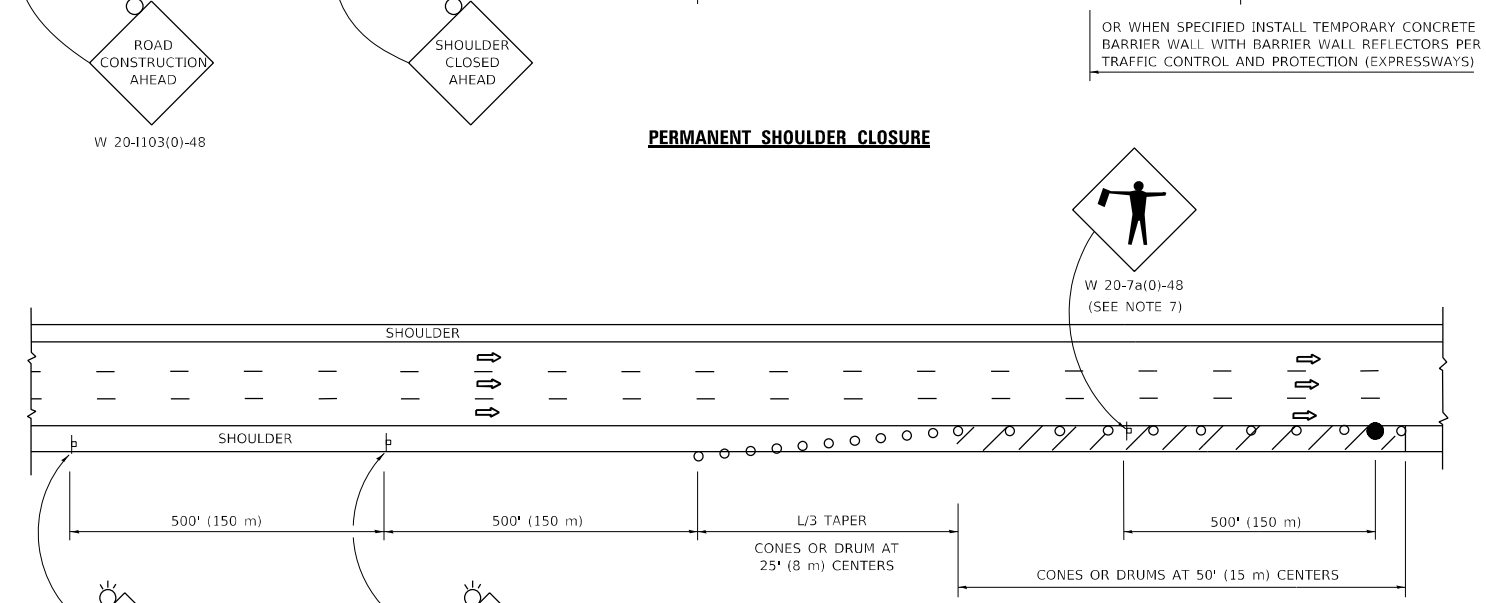 ROAD
CONSTRUCTION
AHEAD
W 20-I103(0)-48
SHOULDER
CLOSED
AHEAD
OR WHEN SPECIFIED INSTALL TEMPORARY CONCRETE
BARRIER WALL WITH BARRIER WALL REFLECTORS PER
TRAFFIC CONTROL AND PROTECTION (EXPRESSWAYS)
PERMANENT SHOULDER CLOSURE
W 20-7a(0)-48
(SEE NOTE 7)
SHOULDER
SHOULDER
500' (150 m)
500' (150 m)
L/3 TAPER
CONES OR DRUM AT
25' (8 m) CENTERS
500' (150 m)
CONES OR DRUMS AT 50' (15 m) CENTERS